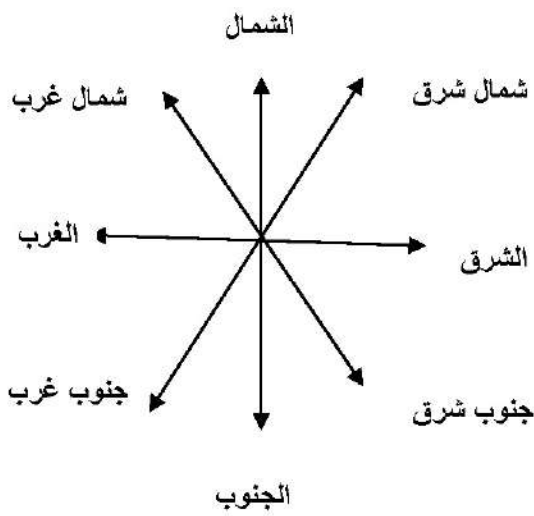 الشمال
شمال شرق
شمال غرب
الغرب
الشرق
جنوب غرب
جنوب شرق
الجنوب